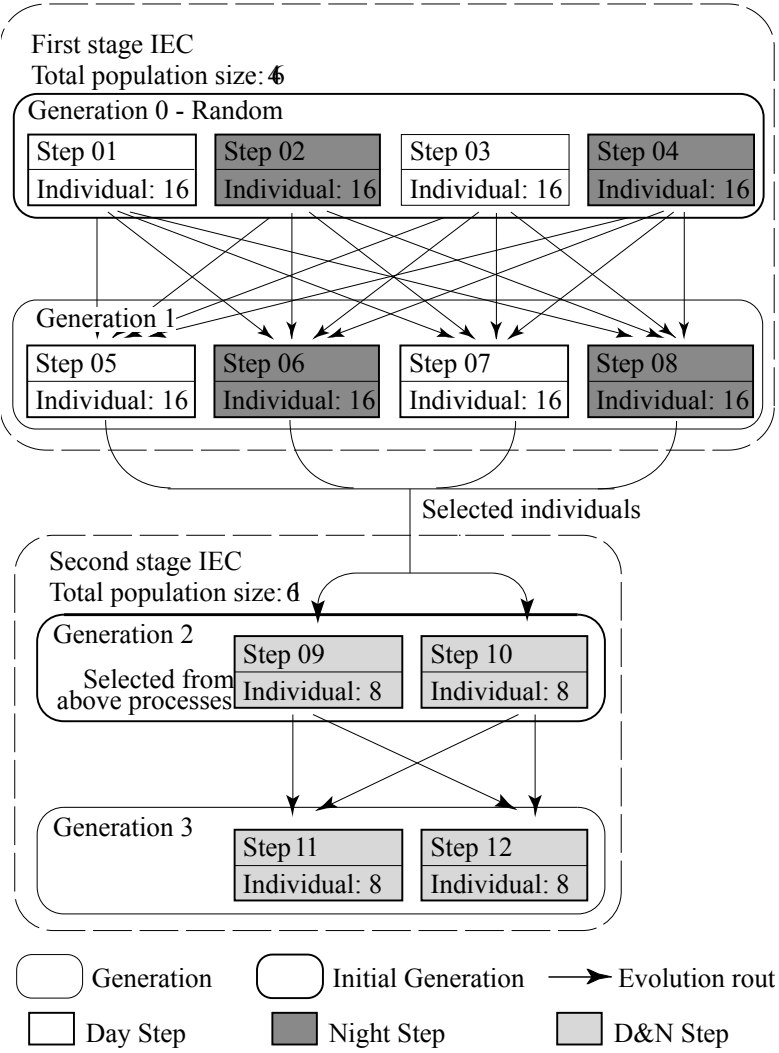 First stage IEC
Total population size:
Generation 0 - Random
Step 01
Individual: 16
Step 02
Individual: 16
Step 03
Individual: 16
Step 04
Individual: 16
Generation 1
Step 05
Individual: 16
Step 06
Individual: 16
Step 07
Individual: 16
Step 08
Individual: 16
Selected individuals
Second stage IEC
Total population size:
Generation 2
Selected from
above processes
Step 09
Individual: 8
Step 10
Individual: 8
Generation 3
Step 11
Individual: 8
Step 12
Individual: 8
Generation
Initial Generation
Evolution rout
Day Step
Night Step
D&N Step